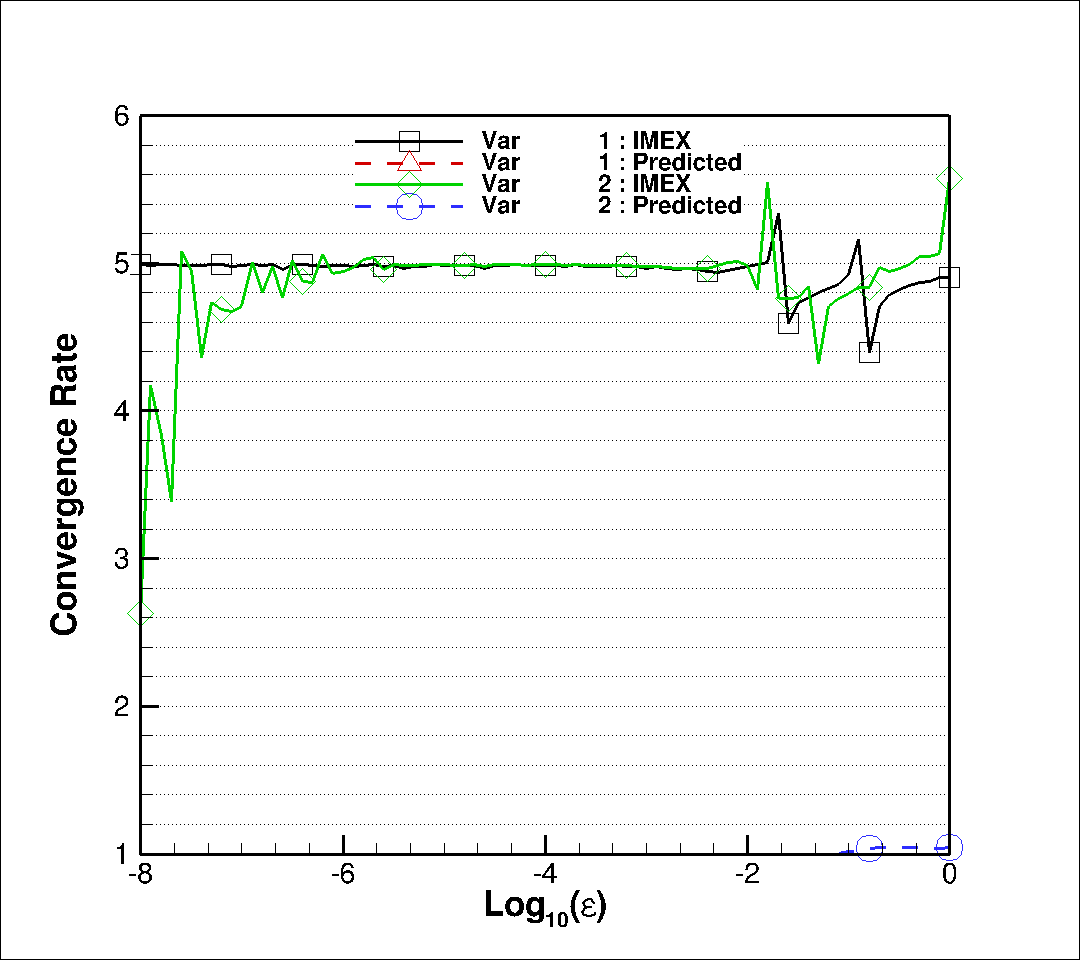 6
5
4
3
2
1
Var 1 : IMEX
Var 1 : Predicted
Var 2 : IMEX
Var 2 : Predicted
Convergence Rate
-8 -6 -4 -2 0
Log10(ε)